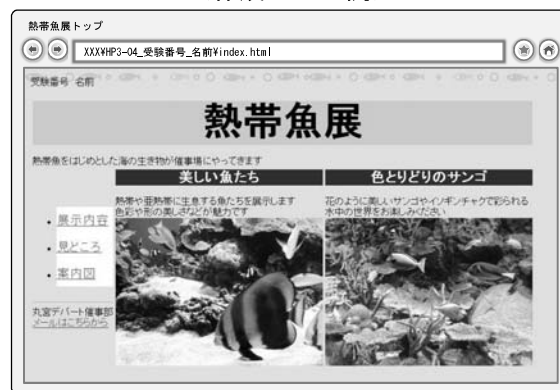 熱帯魚展トップ
XXX¥HP3-04_受験番号_名前¥index.html
受験番号 名前
熱帯魚展
熱帯魚をはじめとした海の生き物が催事場にやってきます
美しい魚たち
熱帯や亜熱帯に生息する魚たちを展示します
色彩や形の美しさなどが魅力です
色とりどりのサンゴ
花のように美しいサンゴやイソギンチャクで彩られる
水中の世界をお楽しみください
・展示内容
・見どころ
・案内図
丸宮デパート催事部
メールはこちらから